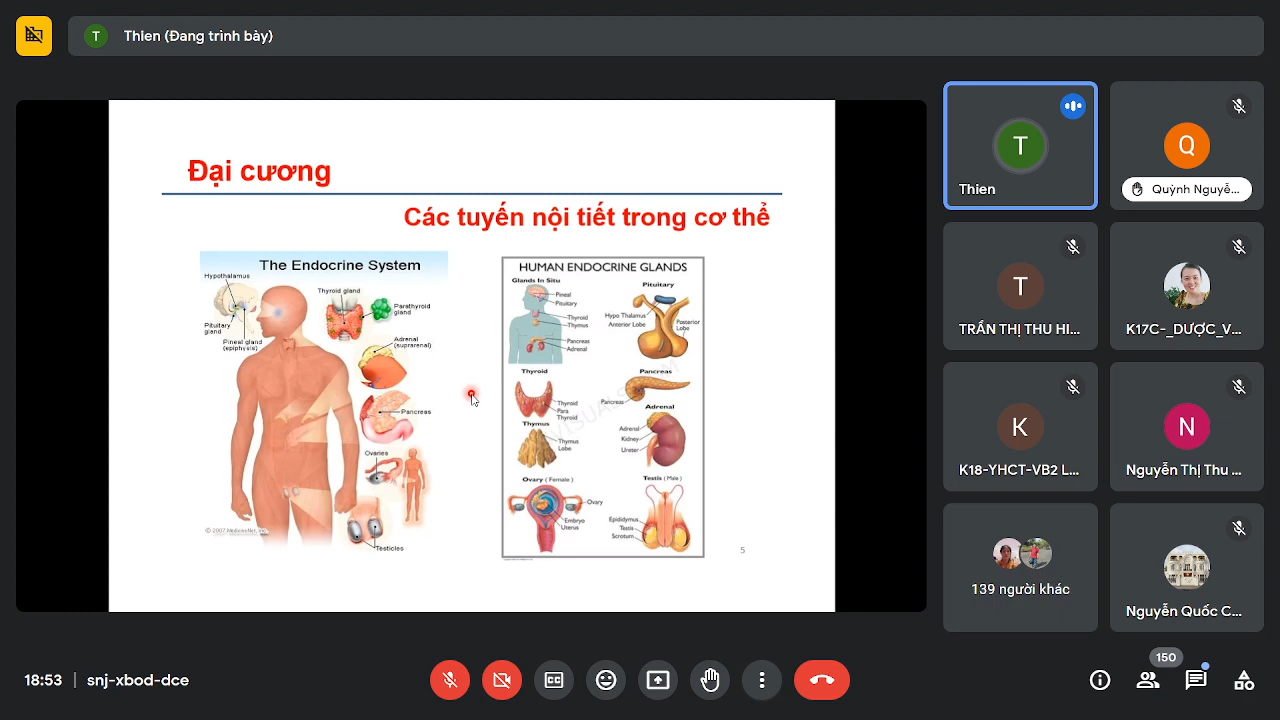 T Thien (Đang trình bày)
Đại cương
Các tuyến nội tiết trong cơ thể
The Endocrine System
Hypothalamus
Pituitary
gland
Pineal gland
(epiphysis)
Thyroid gland
Parathyroid
gland
Adrenal
(suprarenal)
Pancreas
Ovaries
Testicles
© 2007 MedicineNet, Inc.
HUMAN ENDOCRINE GLANDS
Glands In Situ
Pineal
Pituitary
Thyroid
Thymus
Pancreas
Adrenal
Pituitary
Hypo Thalamus
Anterior Lobe
Posterior
Lobe
Thyroid
Thyroid
Para
Thyroid
Pancreas
Pancreas
Thymus
Thymus
Lobe
Adrenal
Adrenal
Kidney
Ureter
Ovary ( Female )
Ovary
Embryo
Uterus
Testis ( Male )
Epididymus
Testis
Scrotum
5
T
Thien
Q
Quỳnh Nguyễ...
T
TRẦN THỊ THU HI...
K17C-_DƯỢC_V...
K
K18-YHCT-VB2 L...
N
Nguyễn Thị Thu ...
139 người khác
Nguyễn Quốc C...
18:53 | snj-xbod-dce
150